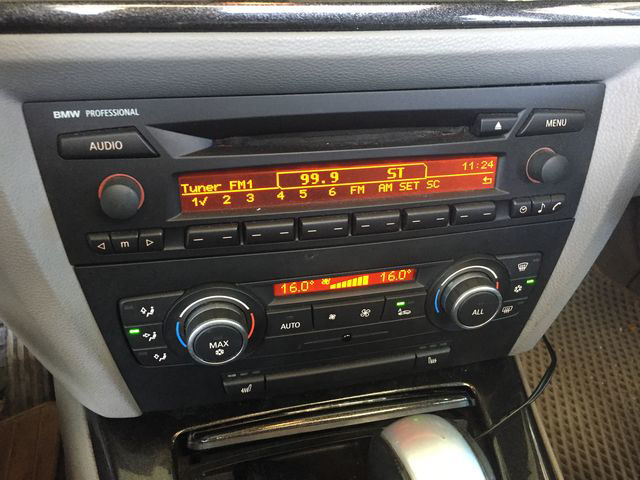 BMW PROFESSIONAL
AUDIO
MENU
Tuner FM1 99.9 ST 11:24
1✓ 2 3 4 5 6 FM AM SET SC
m
16.0° 16.0°
AUTO
MAX
ALL